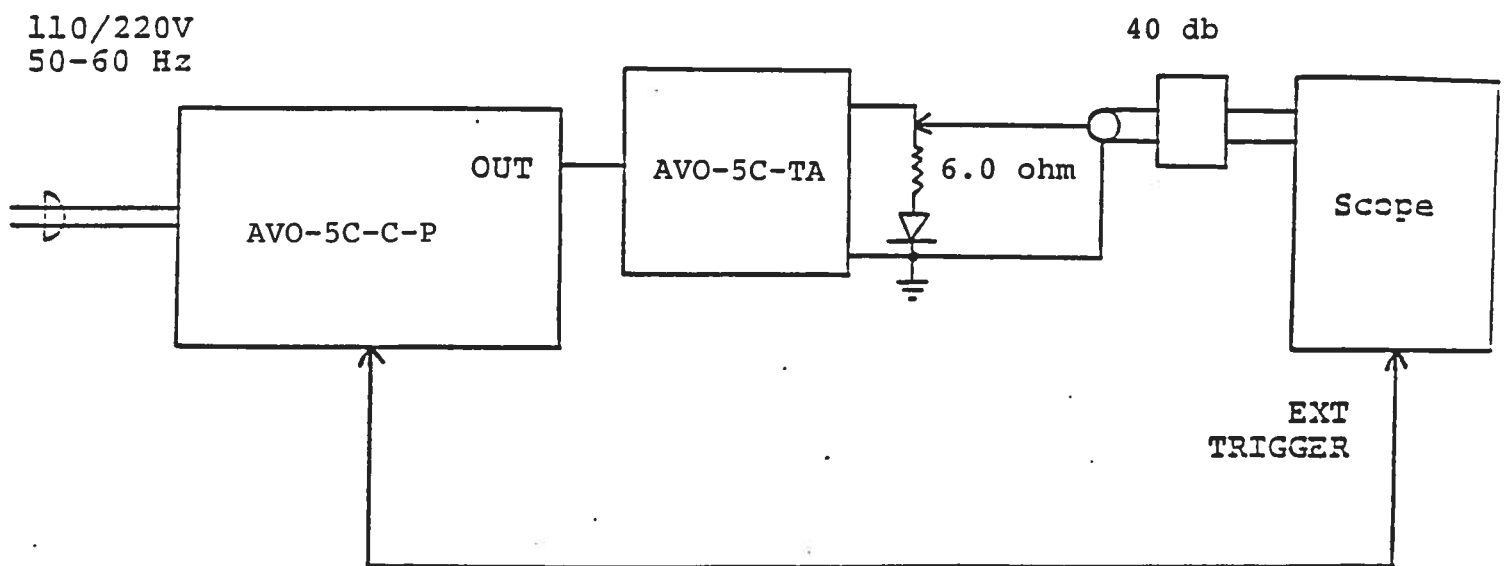 110/220V
50-60 Hz
40 db
OUT
AVO-5C-TA
6.0 ohm
AVO-5C-C-P
Scope
EXT
TRIGGER